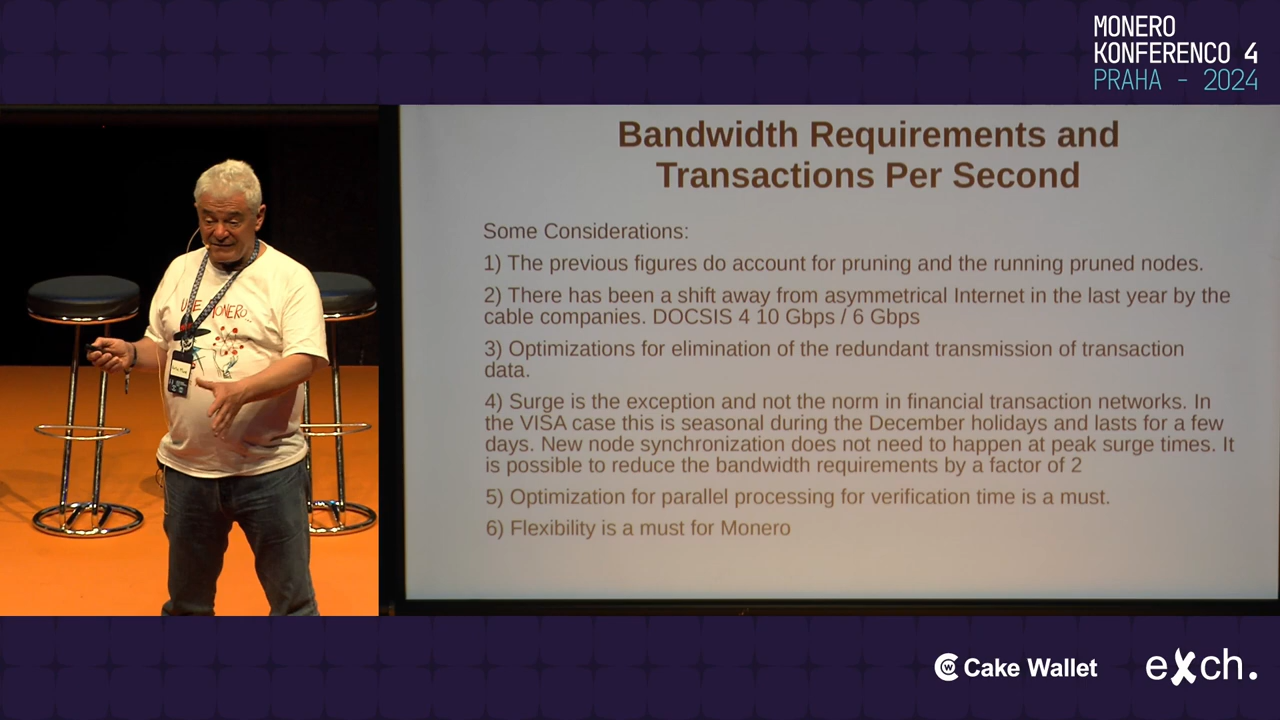 MONERO
KONFERENCO 4
PRAHA - 2024
Bandwidth Requirements and
Transactions Per Second
Some Considerations:
1) The previous figures do account for pruning and the running pruned nodes.
2) There has been a shift away from asymmetrical Internet in the last year by the
cable companies. DOCSIS 4 10 Gbps / 6 Gbps
3) Optimizations for elimination of the redundant transmission of transaction
data.
4) Surge is the exception and not the norm in financial transaction networks. In
the VISA case this is seasonal during the December holidays and lasts for a few
days. New node synchronization does not need to happen at peak surge times. It
is possible to reduce the bandwidth requirements by a factor of 2
5) Optimization for parallel processing for verification time is a must.
6) Flexibility is a must for Monero
USE MONERO...
Cake Wallet
eXch.